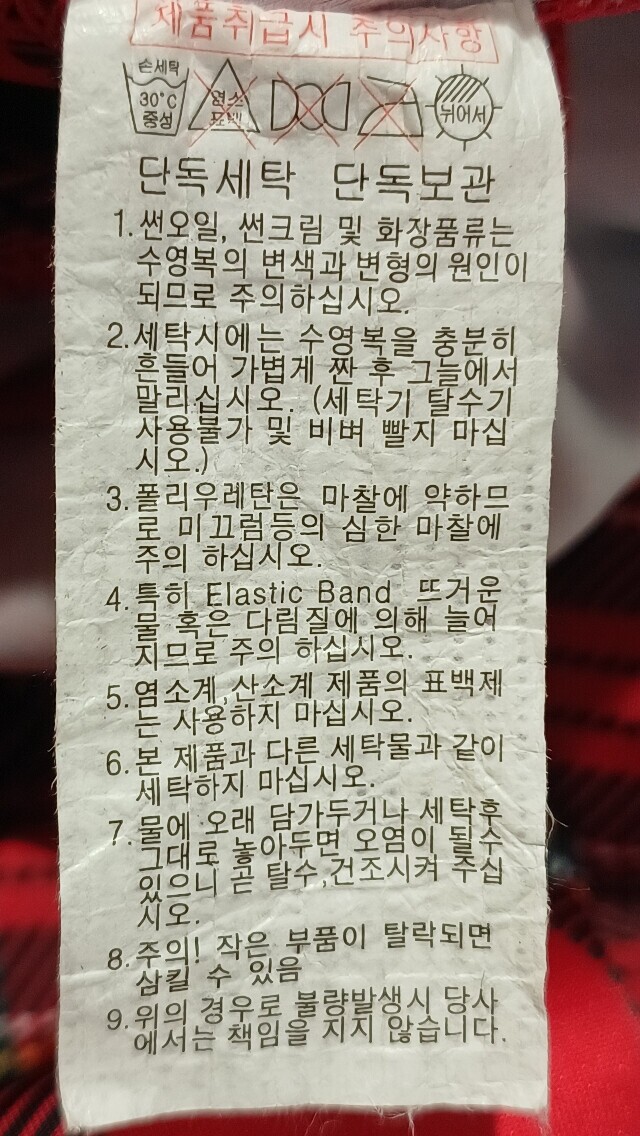 제품취급시 주의사항
손세탁
30°C
중성
염소
표백
뉘어서
단독세탁 단독보관
1. 썬오일, 썬크림 및 화장품류는
수영복의 변색과 변형의 원인이
되므로 주의하십시오.
2. 세탁시에는 수영복을 충분히
흔들어 가볍게 짠 후 그늘에서
말리십시오. (세탁기 탈수기
사용불가 및 비벼 빨지 마십
시오.)
3. 폴리우레탄은 마찰에 약하므
로 미끄럼등의 심한 마찰에
주의 하십시오.
4. 특히 Elastic Band 뜨거운
물 혹은 다림질에 의해 늘어
지므로 주의 하십시오.
5. 염소계,산소계 제품의 표백제
는 사용하지 마십시오.
6. 본 제품과 다른 세탁물과 같이
세탁하지 마십시오.
7. 물에 오래 담가두거나 세탁후
그대로 놓아두면 오염이 될수
있으니 곧 탈수,건조시켜 주십
시오.
8. 주의! 작은 부품이 탈락되면
삼킬 수 있음
9. 위의 경우로 불량발생시 당사
에서는 책임을 지지 않습니다.